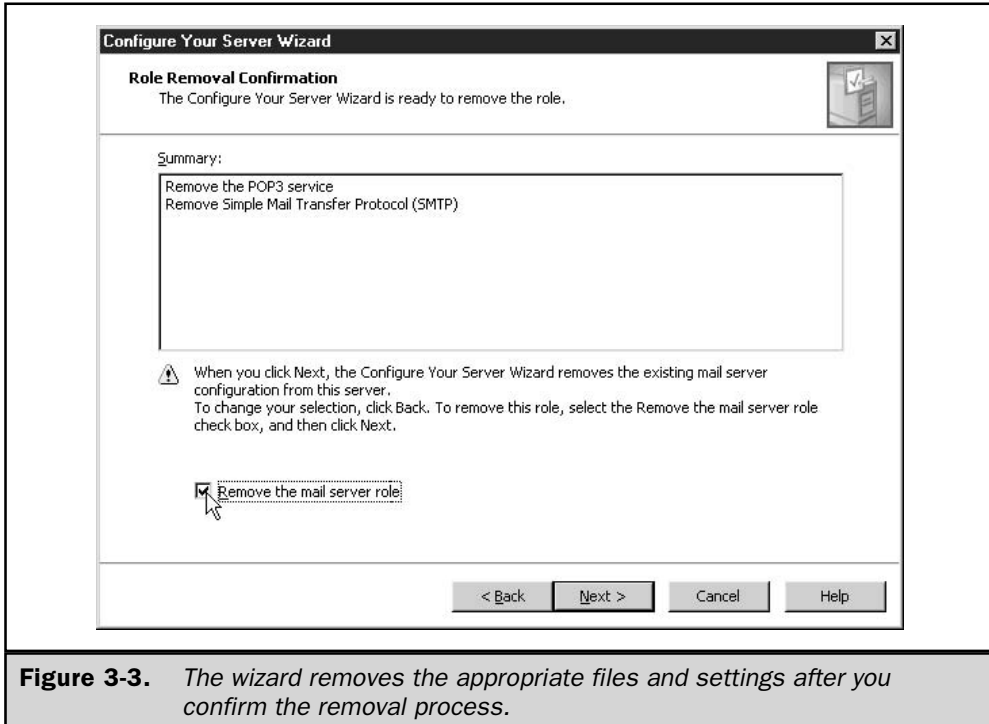 Configure Your Server Wizard
Role Removal Confirmation
The Configure Your Server Wizard is ready to remove the role.
Summary:
Remove the POP3 service
Remove Simple Mail Transfer Protocol (SMTP)
When you click Next, the Configure Your Server Wizard removes the existing mail server
configuration from this server.
To change your selection, click Back. To remove this role, select the Remove the mail server role
check box, and then click Next.
Remove the mail server role
< Back
Next >
Cancel
Help
Figure 3-3. The wizard removes the appropriate files and settings after you
confirm the removal process.